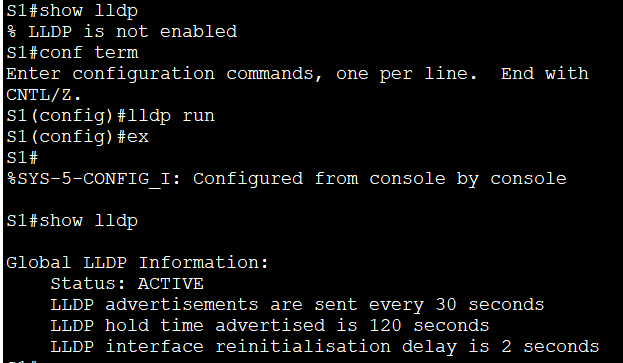 S1#show lldp
% LLDP is not enabled
S1#conf term
Enter configuration commands, one per line.  End with
CNTL/Z.
S1(config)#lldp run
S1(config)#ex
S1#
%SYS-5-CONFIG_I: Configured from console by console
S1#show lldp
Global LLDP Information:
    Status: ACTIVE
    LLDP advertisements are sent every 30 seconds
    LLDP hold time advertised is 120 seconds
    LLDP interface reinitialisation delay is 2 seconds